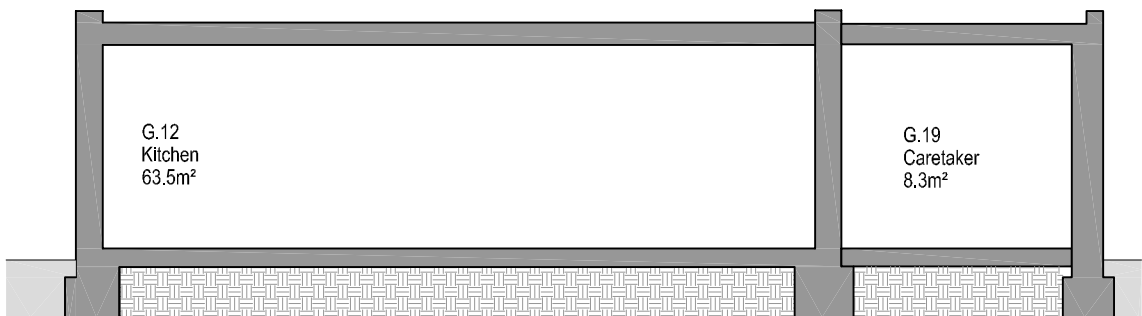 G.12
Kitchen
63.5m²
G.19
Caretaker
8.3m²